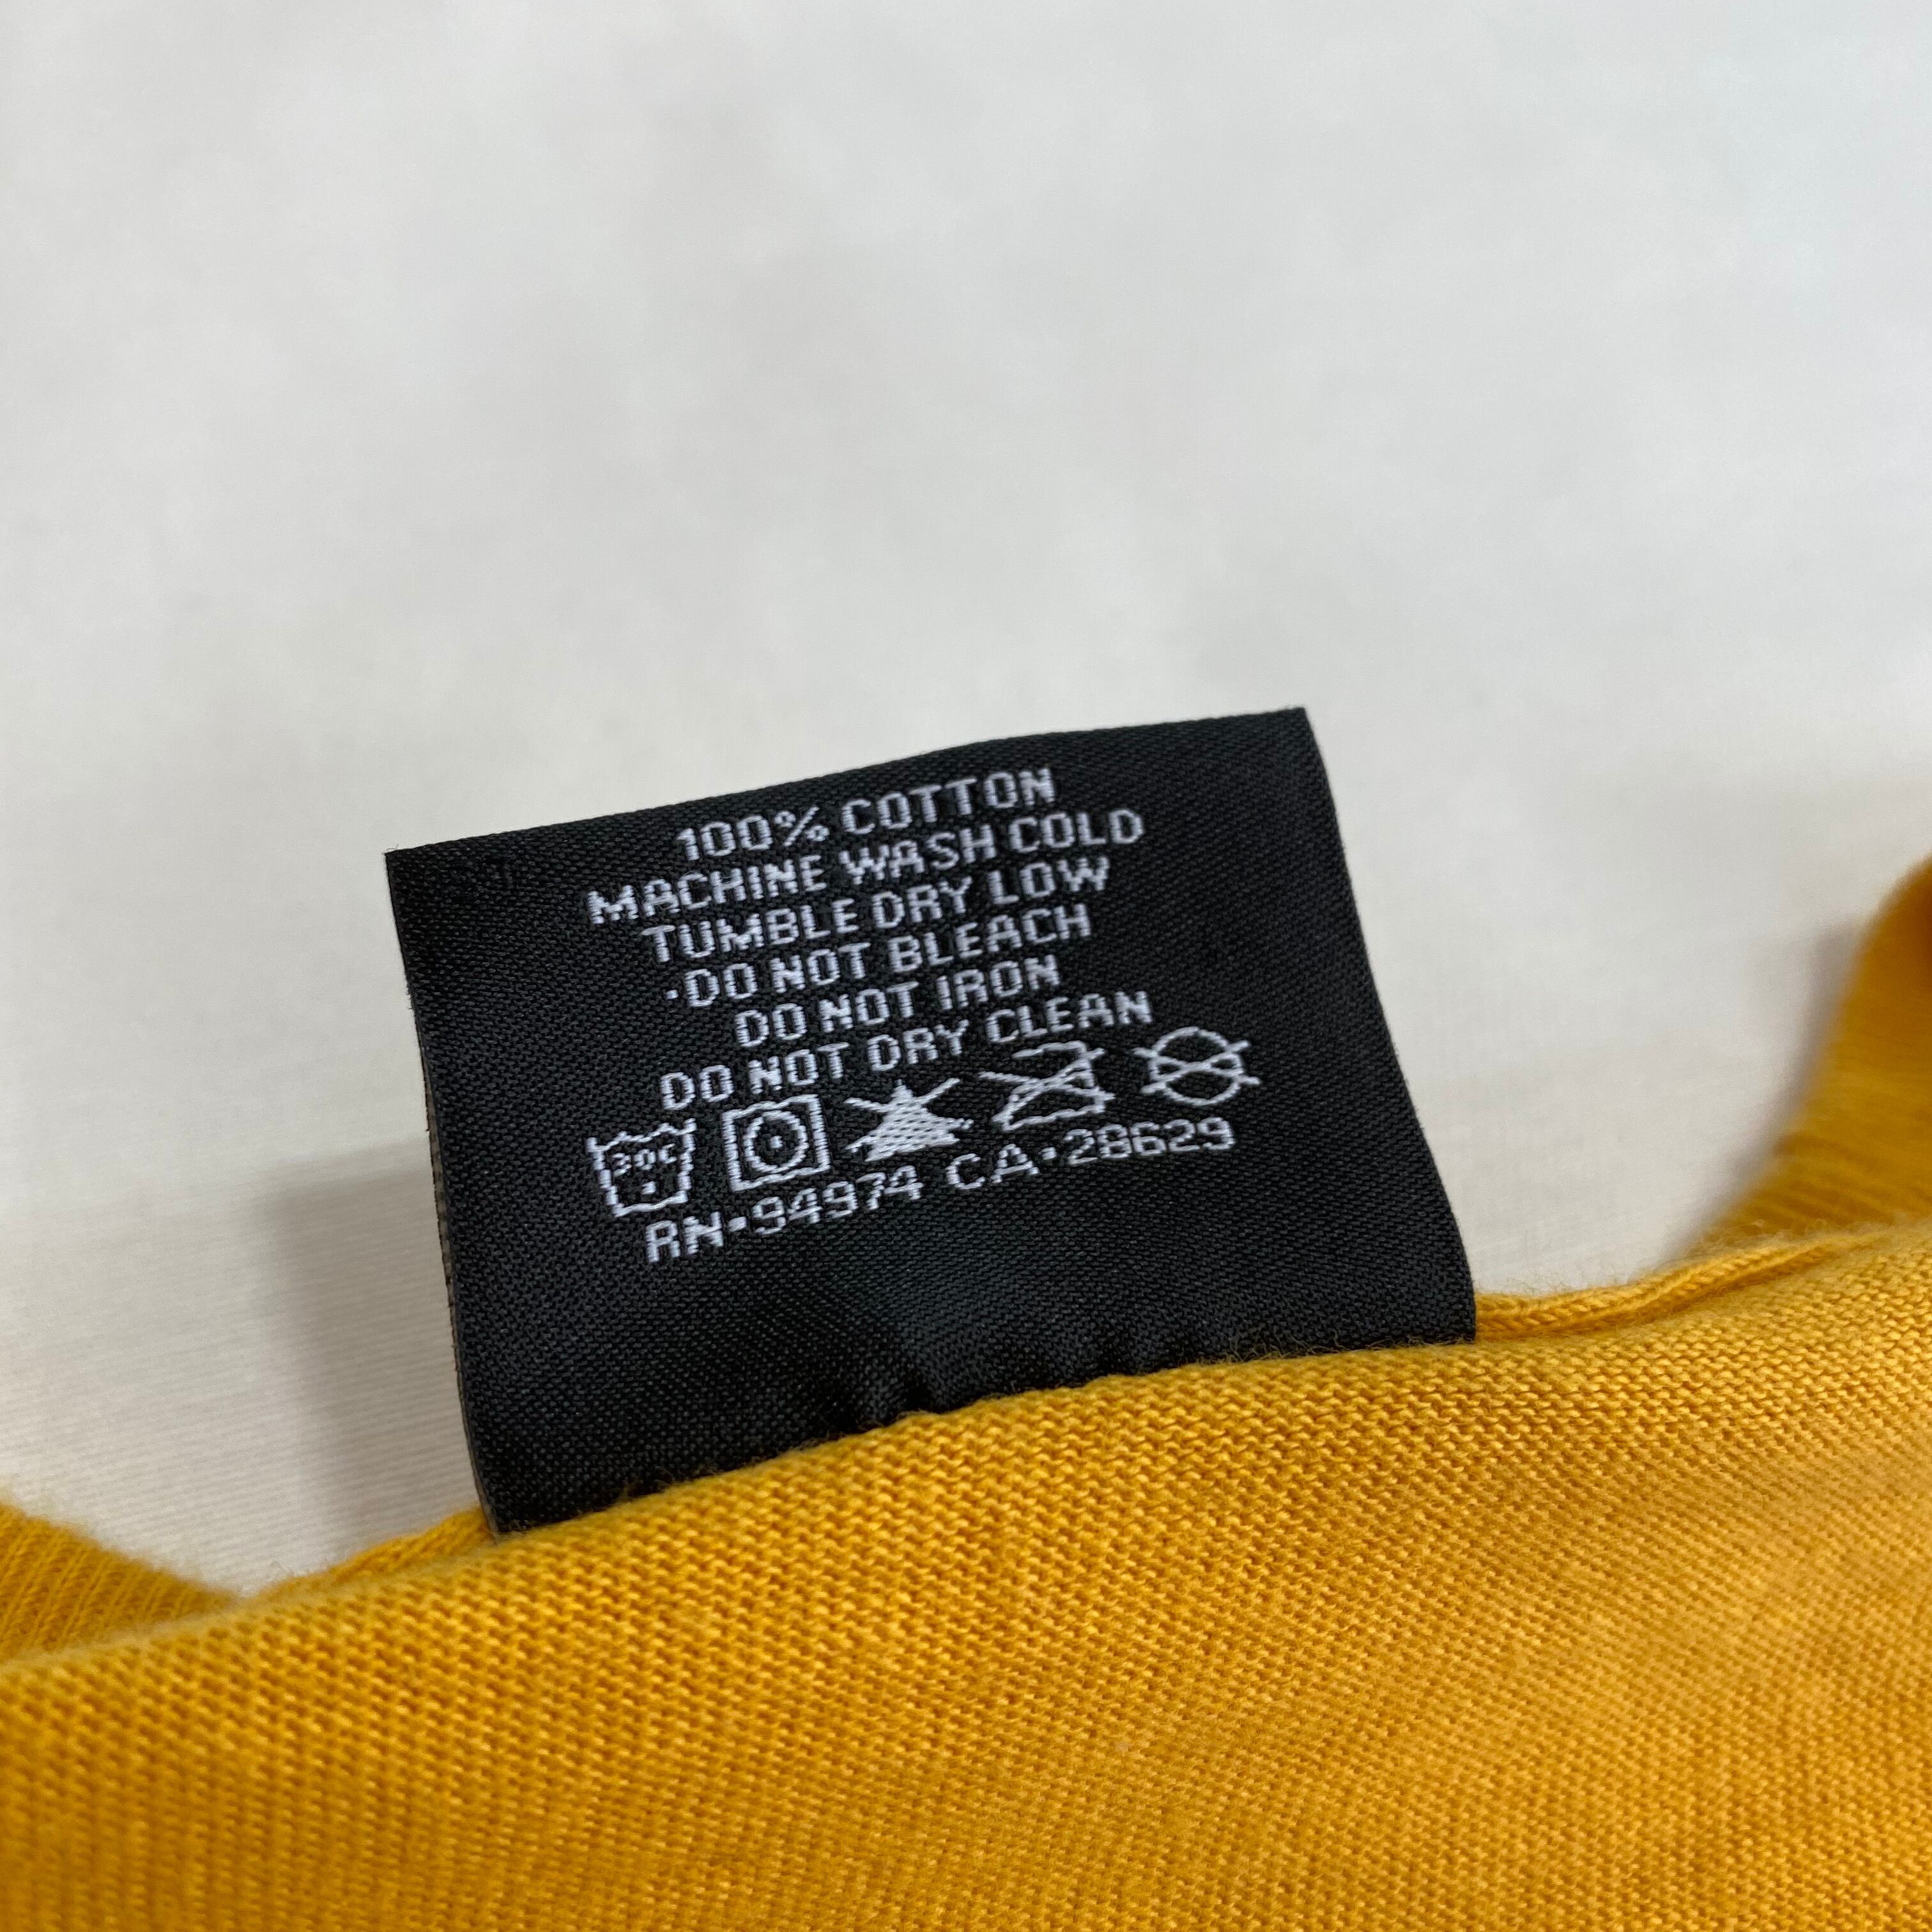 100% COTTON
MACHINE WASH COLD
TUMBLE DRY LOW
·DO NOT BLEACH
DO NOT IRON
DO NOT DRY CLEAN
30C
RN·94974 CA·28629